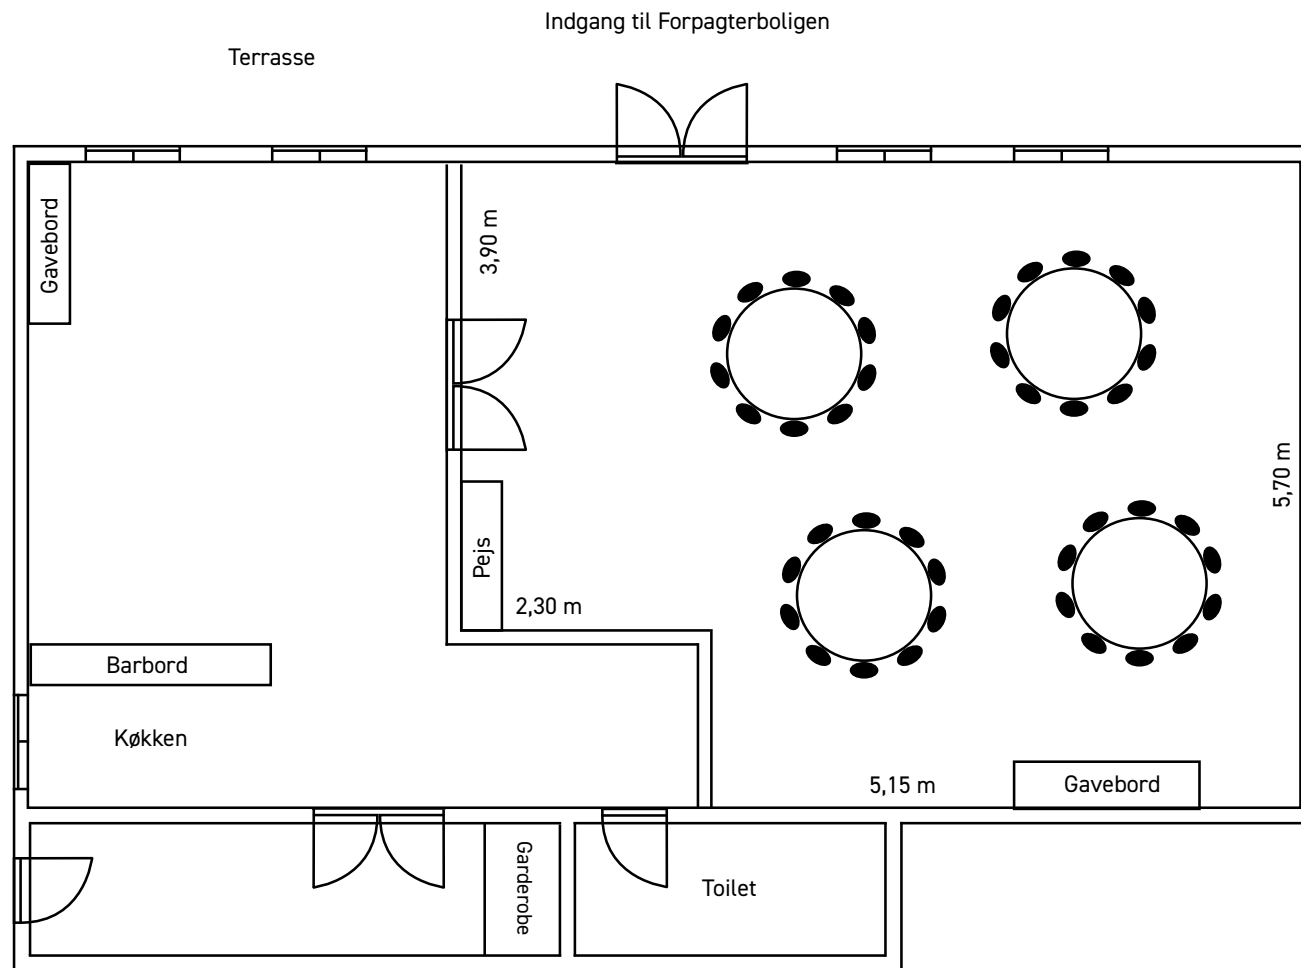 Indgang til Forpagterboligen
Terrasse
Gavebord
3,90 m
5,70 m
Pejs
2,30 m
Barbord
Køkken
5,15 m
Gavebord
Garderobe
Toilet